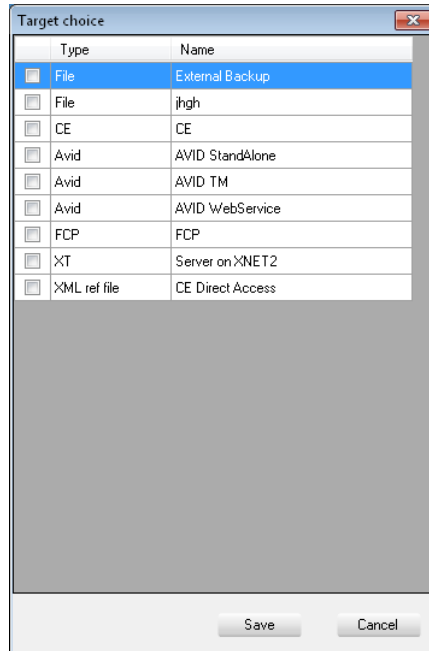 Target choice
Type Name
File External Backup
File jhgh
CE CE
Avid AVID StandAlone
Avid AVID TM
Avid AVID WebService
FCP FCP
XT Server on XNET2
XML ref file CE Direct Access
Save Cancel